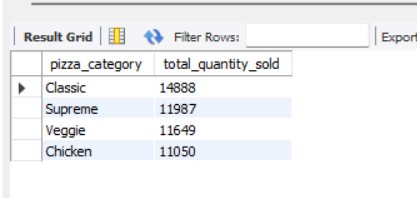 Result Grid Filter Rows: Export
pizza_category total_quantity_sold
Classic 14888
Supreme 11987
Veggie 11649
Chicken 11050